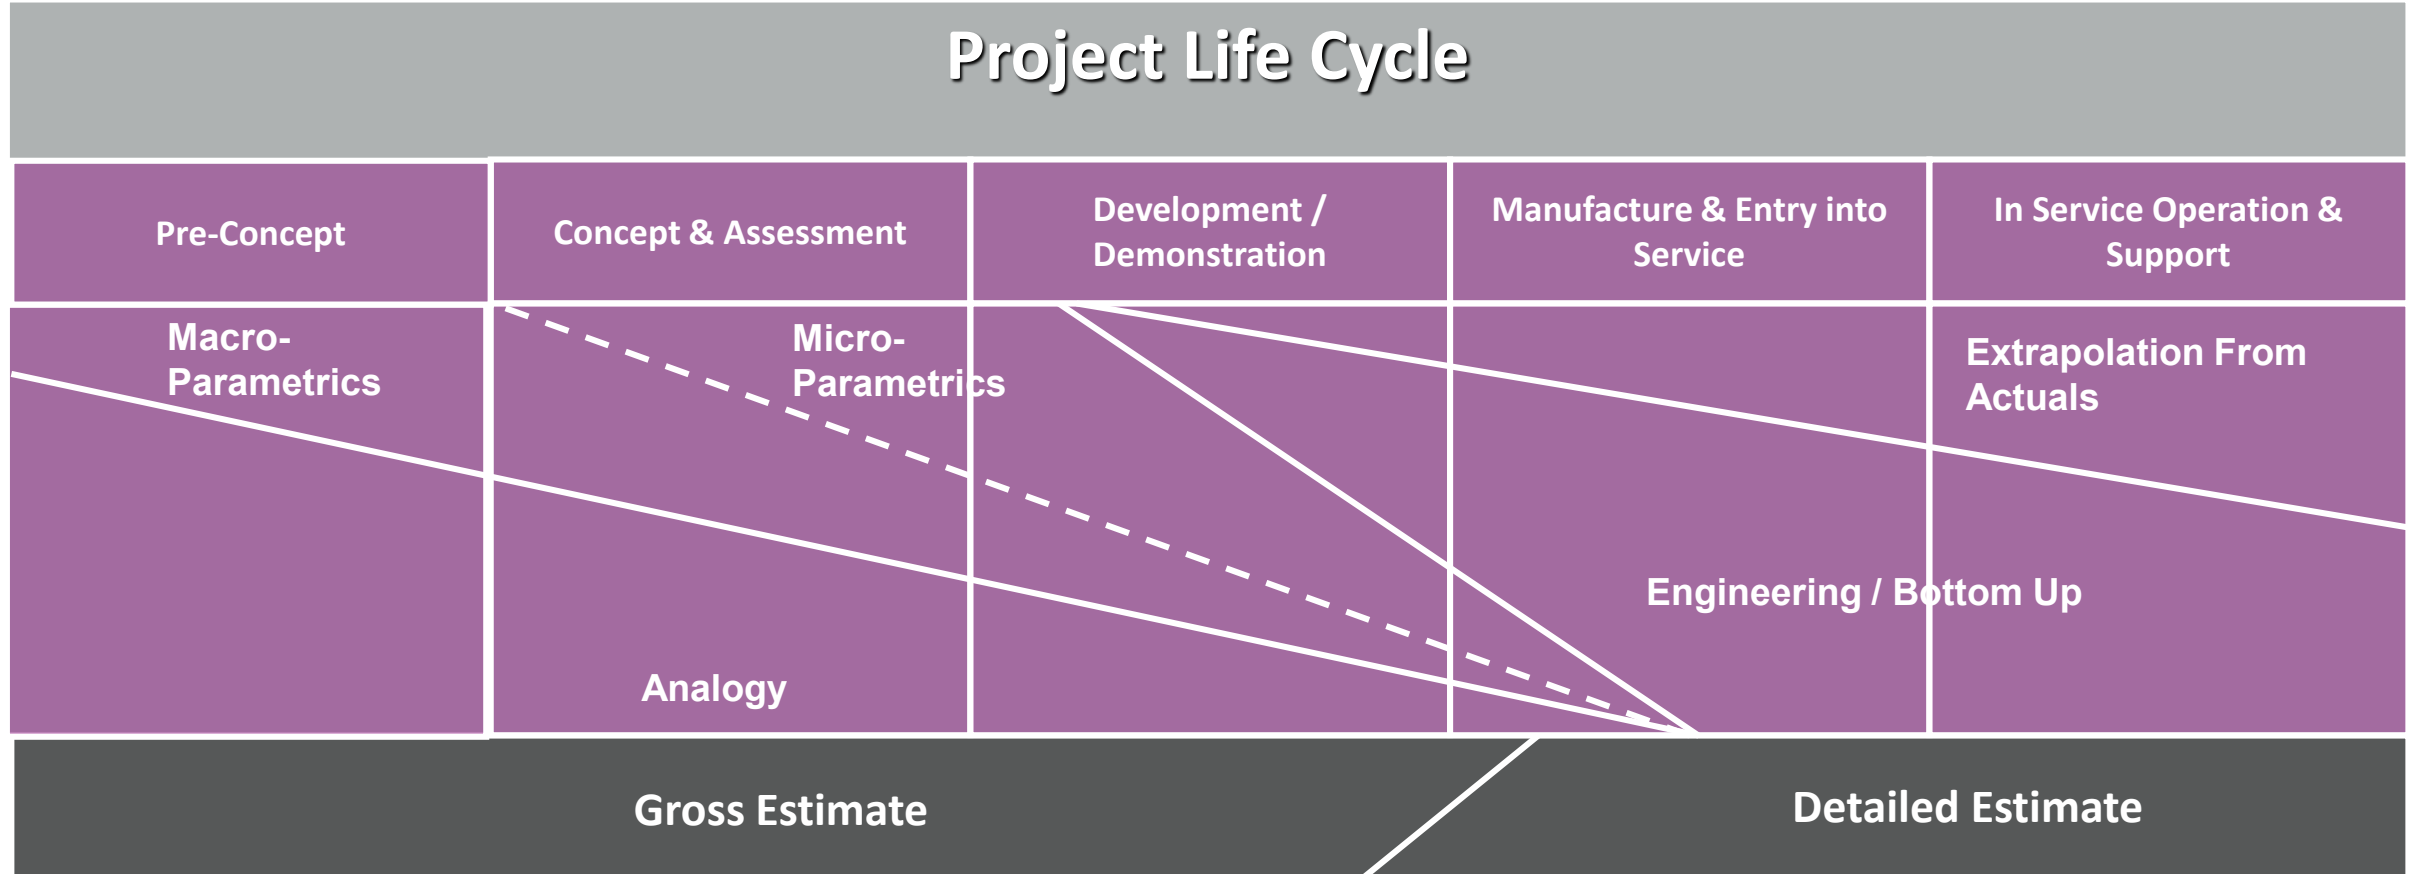 Project Life Cycle
Pre-Concept
Concept & Assessment
Development /
Demonstration
Manufacture & Entry into
Service
In Service Operation &
Support
Macro-
Parametrics
Micro-
Parametrics
Extrapolation From
Actuals
Engineering / Bottom Up
Analogy
Gross Estimate
Detailed Estimate